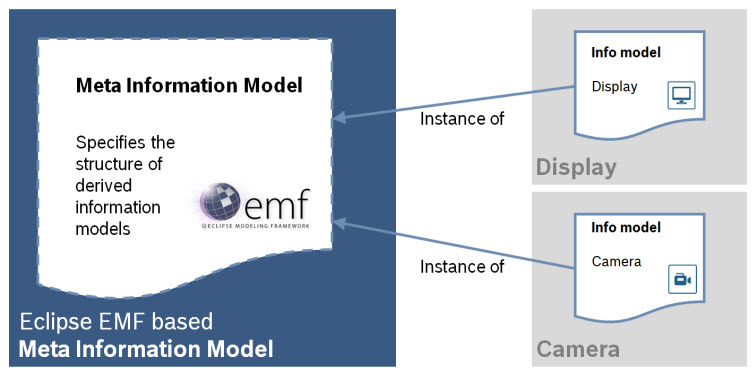 Meta Information Model
Specifies the
structure of
derived
information
models
emf
ECLIPSE MODELING FRAMEWORK
Eclipse EMF based
Meta Information Model
Instance of
Instance of
Info model
Display
Display
Info model
Camera
Camera